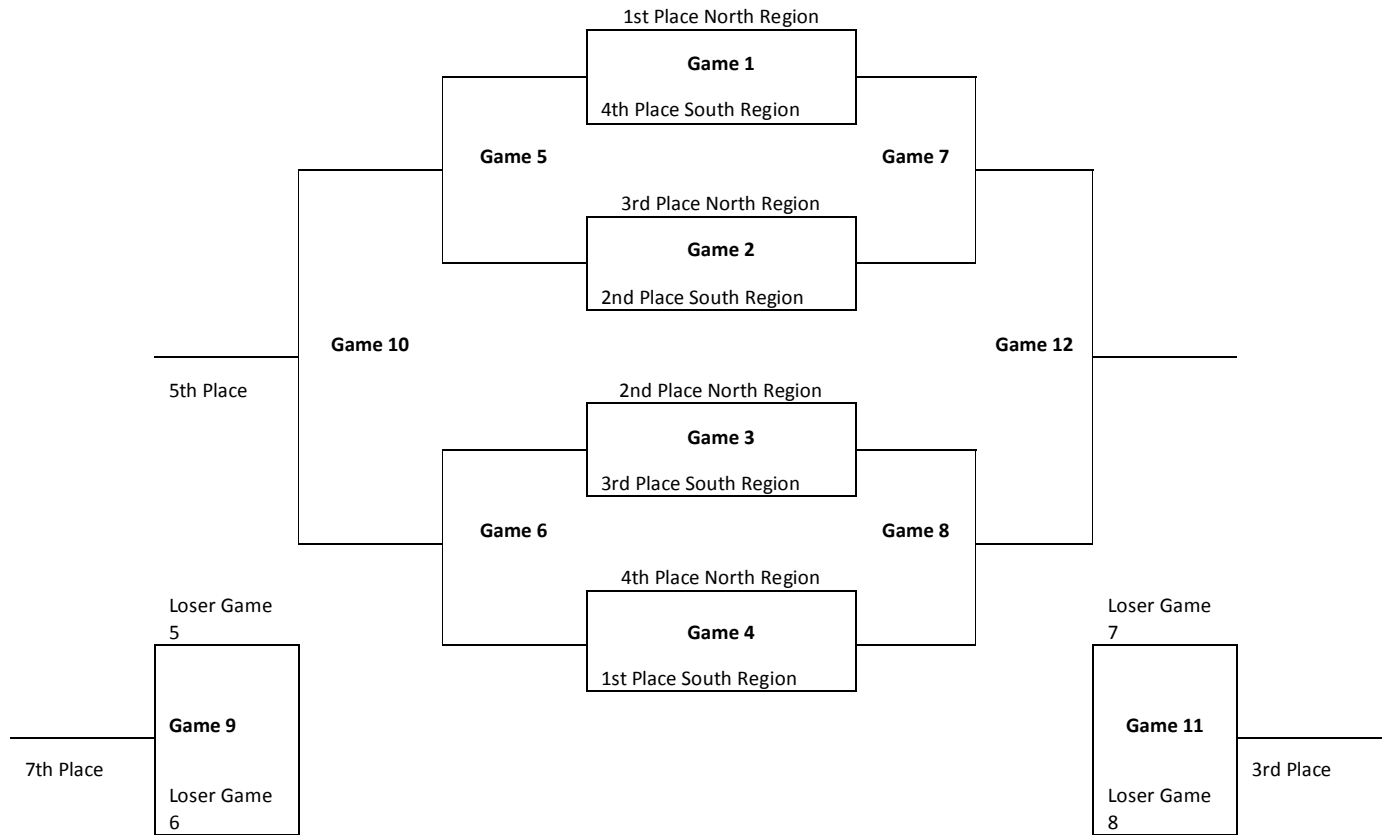 1st Place North Region
Game 1
4th Place South Region
Game 5
Game 7
3rd Place North Region
Game 2
2nd Place South Region
Game 10
Game 12
5th Place
2nd Place North Region
Game 3
3rd Place South Region
Game 6
Game 8
4th Place North Region
Loser Game
5
Loser Game
7
Game 4
1st Place South Region
Game 9
Game 11
7th Place
3rd Place
Loser Game
6
Loser Game
8